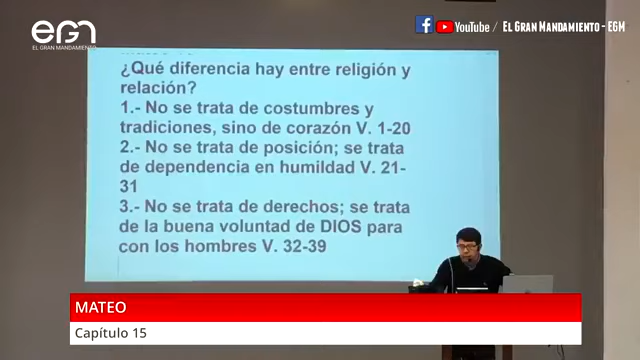 EGM
EL GRAN MANDAMIENTO
YouTube / EL GRAN MANDAMIENTO - EGM
¿Qué diferencia hay entre religión y
relación?
1.- No se trata de costumbres y
tradiciones, sino de corazón V. 1-20
2.- No se trata de posición; se trata
de dependencia en humildad V. 21-
31
3.- No se trata de derechos; se trata
de la buena voluntad de DIOS para
con los hombres V. 32-39
MATEO
Capítulo 15